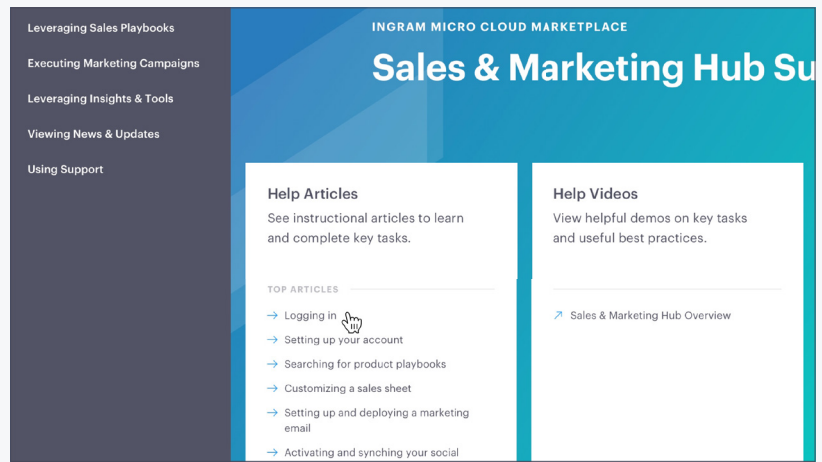 Leveraging Sales Playbooks
Executing Marketing Campaigns
Leveraging Insights & Tools
Viewing News & Updates
Using Support
INGRAM MICRO CLOUD MARKETPLACE
Sales & Marketing Hub Su
Help Articles
See instructional articles to learn
and complete key tasks.
TOP ARTICLES
Logging in
Setting up your account
Searching for product playbooks
Customizing a sales sheet
Setting up and deploying a marketing
email
Activating and synching your social
Help Videos
View helpful demos on key tasks
and useful best practices.
Sales & Marketing Hub Overview